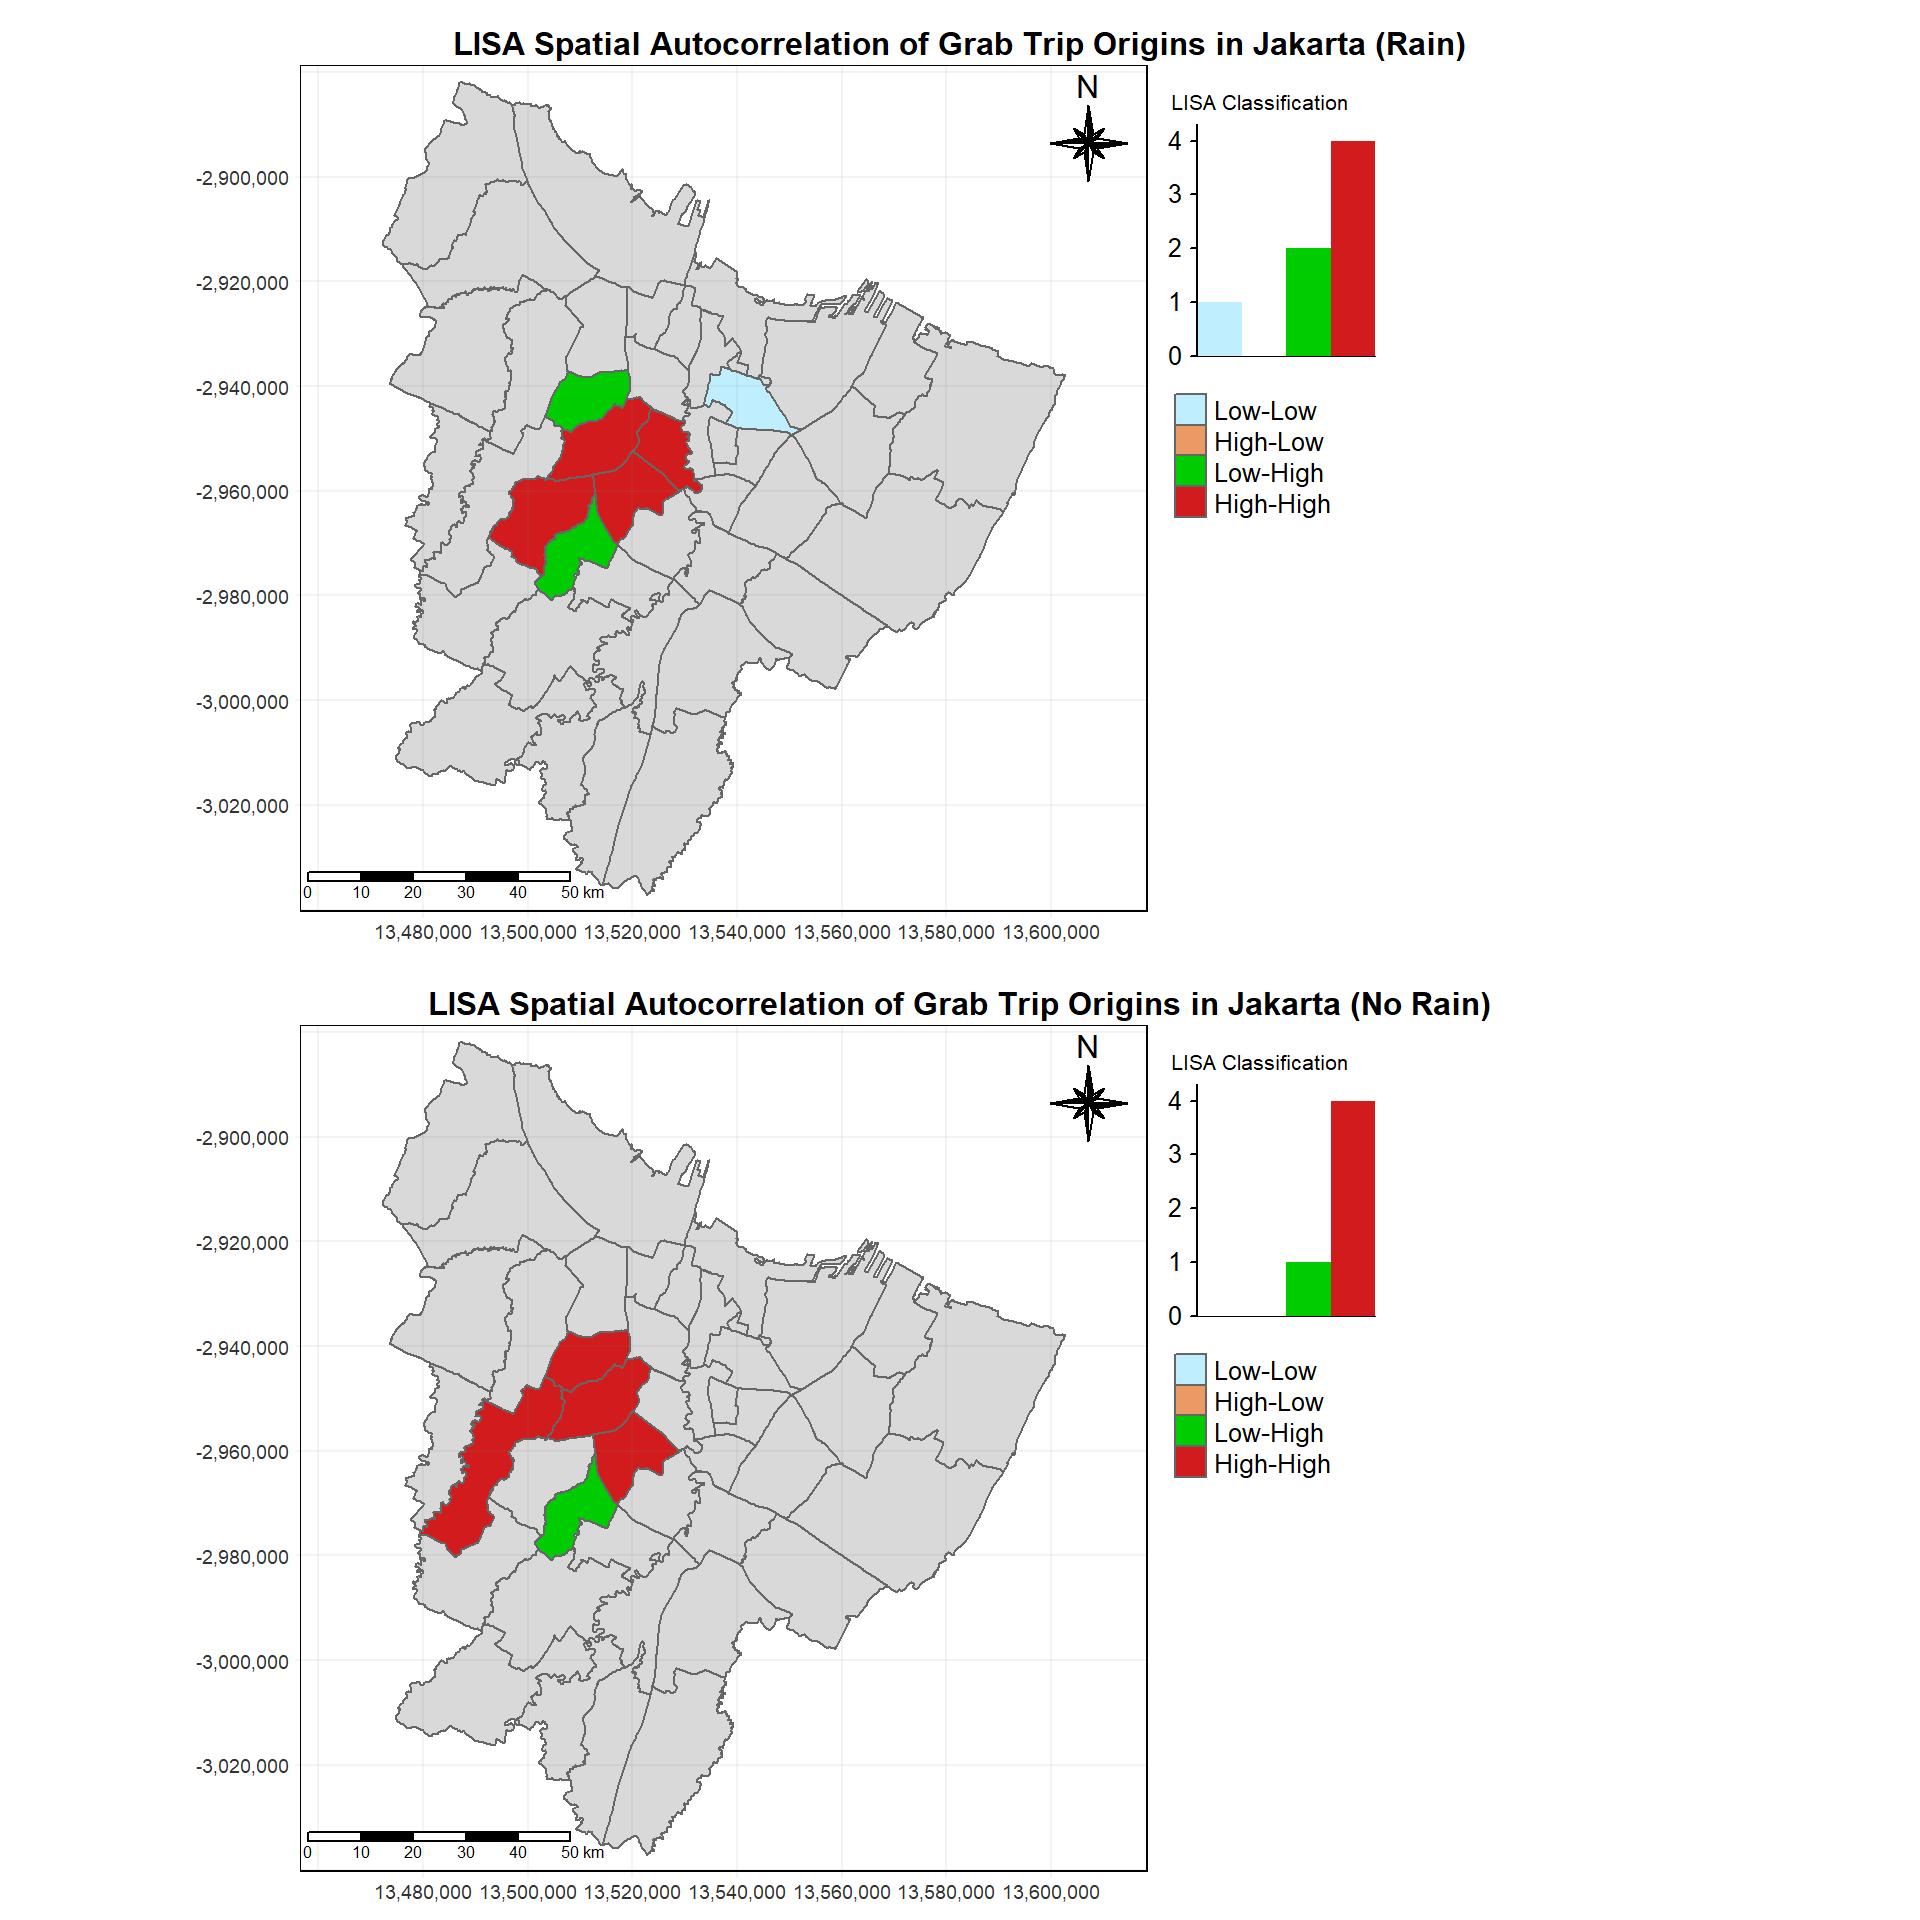 LISA Spatial Autocorrelation of Grab Trip Origins in Jakarta (Rain)
N
LISA Classification
4
3
2
1
0
Low-Low
High-Low
Low-High
High-High
-2,900,000
-2,920,000
-2,940,000
-2,960,000
-2,980,000
-3,000,000
-3,020,000
0 10 20 30 40 50 km
13,480,000 13,500,000 13,520,000 13,540,000 13,560,000 13,580,000 13,600,000
LISA Spatial Autocorrelation of Grab Trip Origins in Jakarta (No Rain)
N
LISA Classification
4
3
2
1
0
Low-Low
High-Low
Low-High
High-High
-2,900,000
-2,920,000
-2,940,000
-2,960,000
-2,980,000
-3,000,000
-3,020,000
0 10 20 30 40 50 km
13,480,000 13,500,000 13,520,000 13,540,000 13,560,000 13,580,000 13,600,000